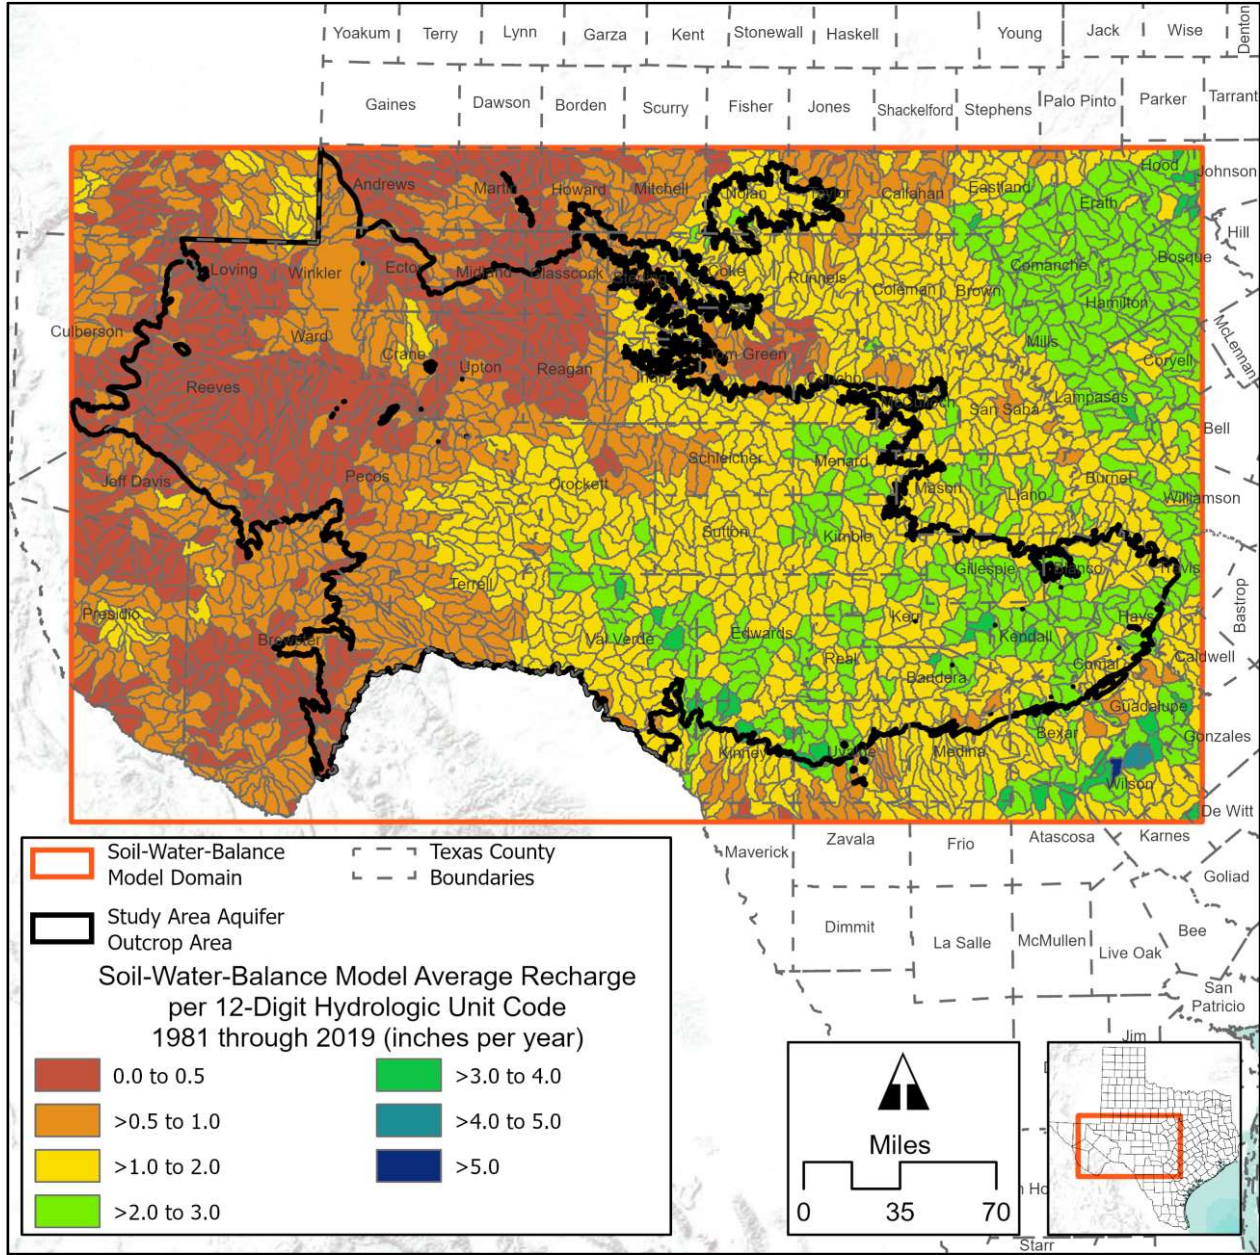 Yoakum Terry Lynn Garza Kent Stonewall Haskell Young Jack Wise Denton
Gaines Dawson Borden Scurry Fisher Jones Shackelford Stephens Palo Pinto Parker Tarrant
Andrews Martin Howard Mitchell Nolan Taylor Callahan Eastland Hood Johnson
Erath
Hill
Loving Winkler Ector Midland Glasscock Sterling Coke Runnels Coleman Brown Comanche Bosque
Hamilton
Culberson Ward Crane Upton Reagan Irion Tom Green Concho McCulloch San Saba Mills Lampasas Coryell McLennan
Reeves
Bell
Jeff Davis Pecos Crockett Schleicher Menard Mason Llano Burnet Williamson
Sutton Kimble
Terrell Gillespie Blanco Travis
Presidio Brewster Val Verde Edwards Real Kerr Kendall Hays Bastrop
Bandera Comal Caldwell
Guadalupe
Kinney Uvalde Medina Bexar Gonzales
Wilson
De Witt
Maverick Zavala Frio Atascosa Karnes
Goliad
Dimmit La Salle McMullen Live Oak Bee
San
Patricio
Jim
Starr
Soil-Water-Balance
Model Domain
Texas County
Boundaries
Study Area Aquifer
Outcrop Area
Soil-Water-Balance Model Average Recharge
per 12-Digit Hydrologic Unit Code
1981 through 2019 (inches per year)
0.0 to 0.5
>0.5 to 1.0
>1.0 to 2.0
>2.0 to 3.0
>3.0 to 4.0
>4.0 to 5.0
>5.0
Miles
0 35 70